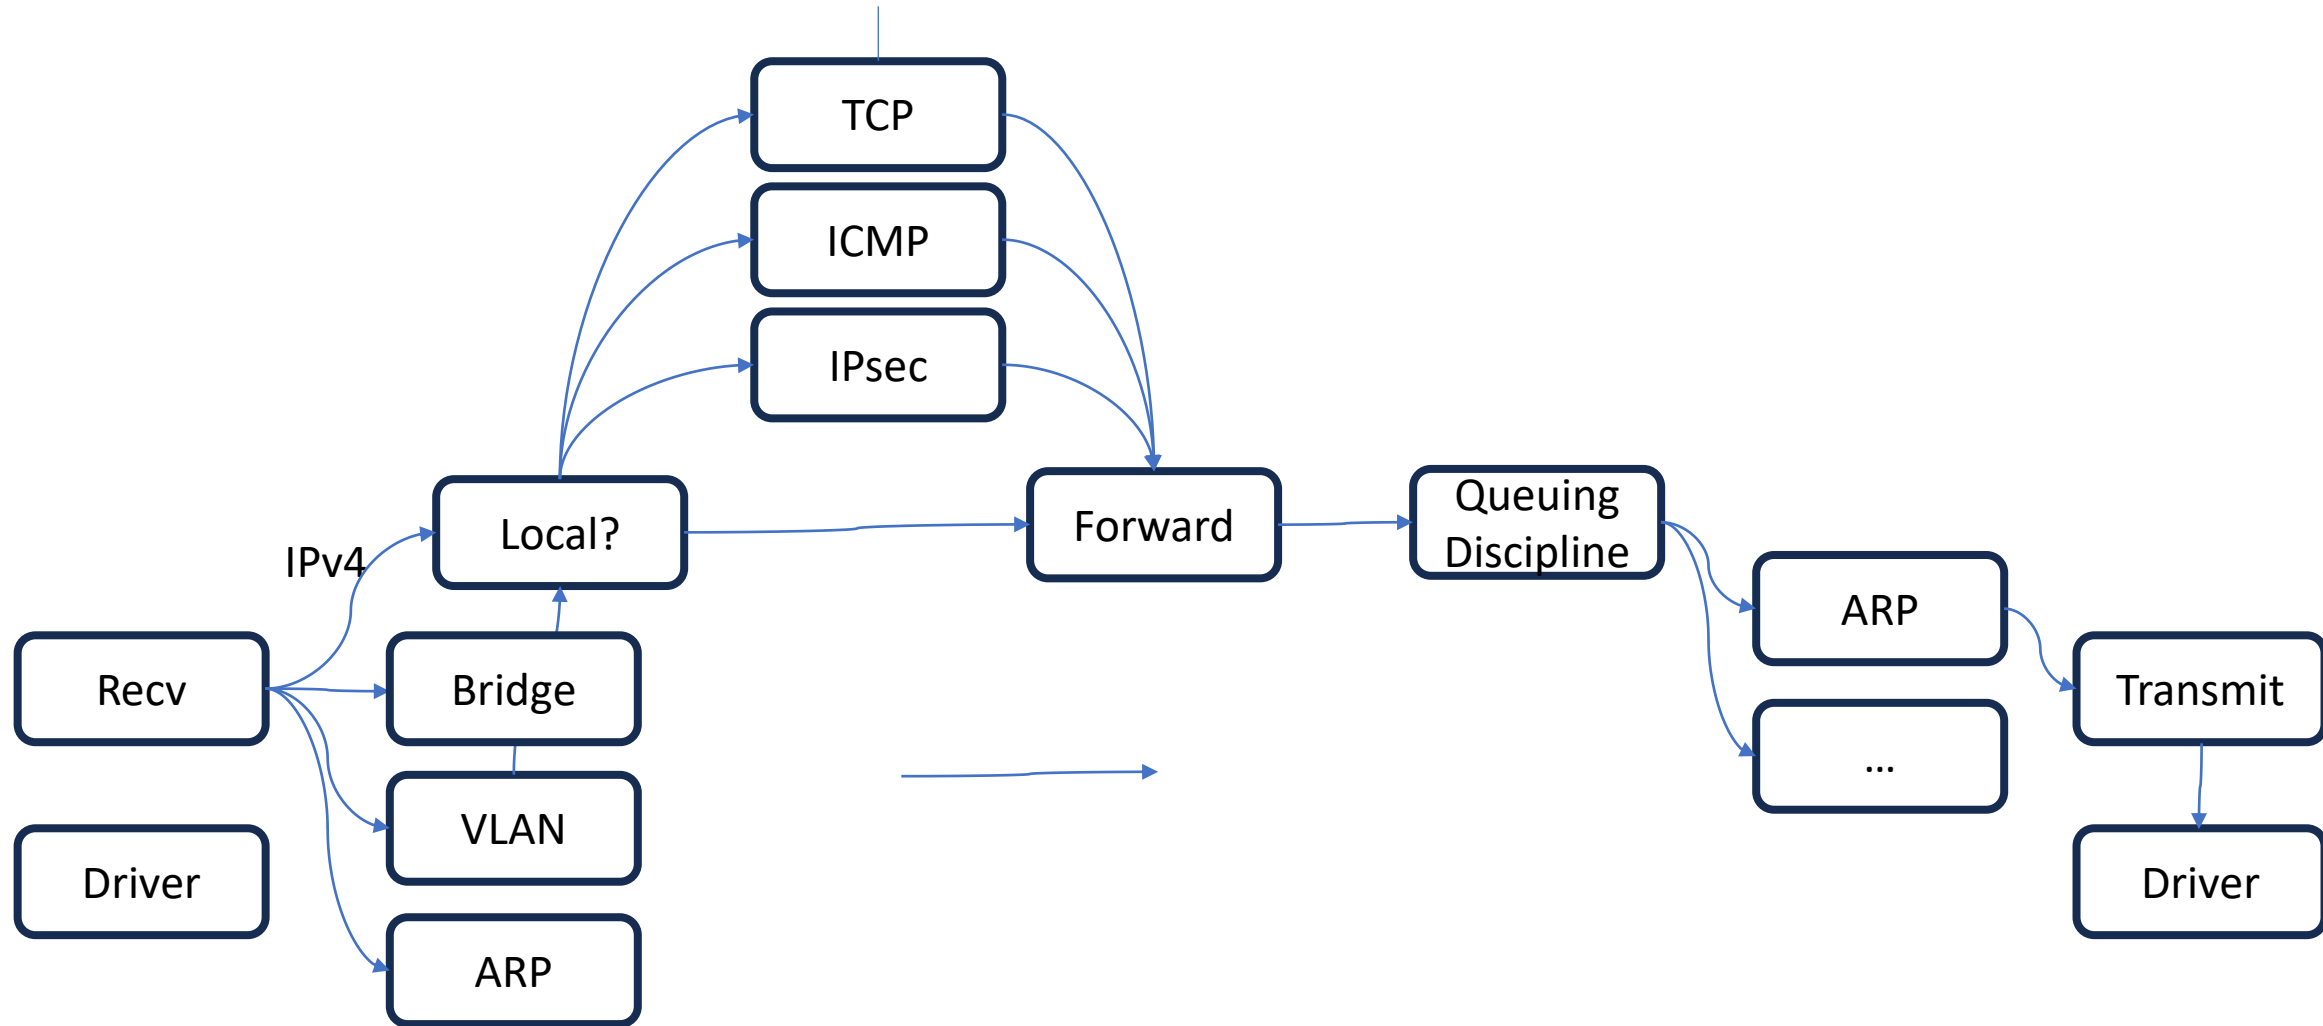 TCP
ICMP
IPsec
Local?
Forward
Queuing
Discipline
IPv4
ARP
Recv
Bridge
Transmit
...
VLAN
Driver
Driver
ARP